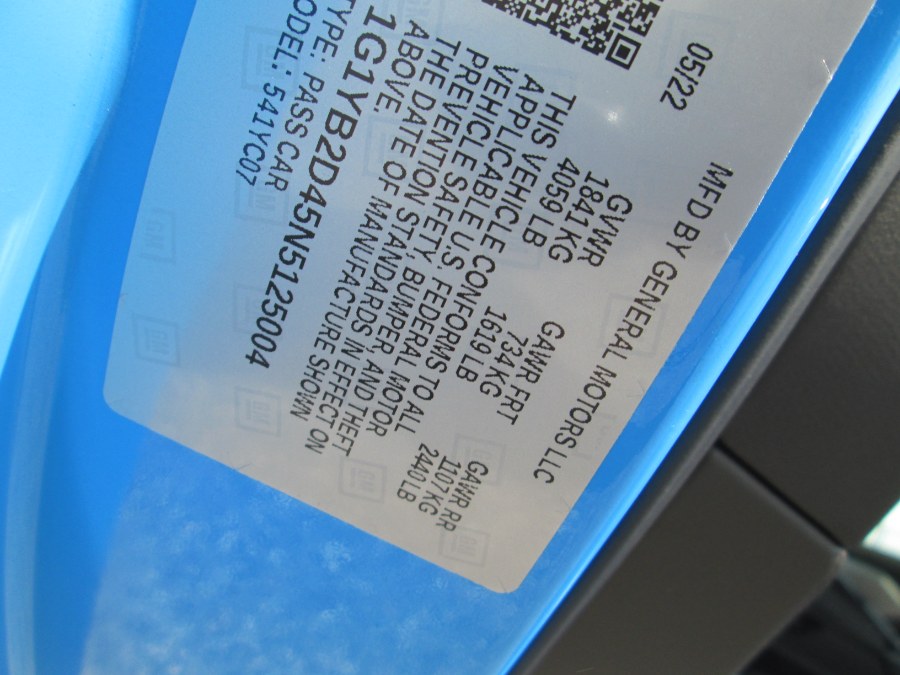 05/22
MFD BY GENERAL MOTORS LLC
GVWR
1841 KG
4059 LB
GAWR FRT
734 KG
1619 LB
GAWR RR
1107 KG
2440 LB
THIS VEHICLE CONFORMS TO ALL
APPLICABLE U.S. FEDERAL MOTOR
VEHICLE SAFETY, BUMPER, AND THEFT
PREVENTION STANDARDS IN EFFECT ON
THE DATE OF MANUFACTURE SHOWN
ABOVE.
1G1YB2D45N5125004
TYPE: PASS CAR
MODEL: 541YC07